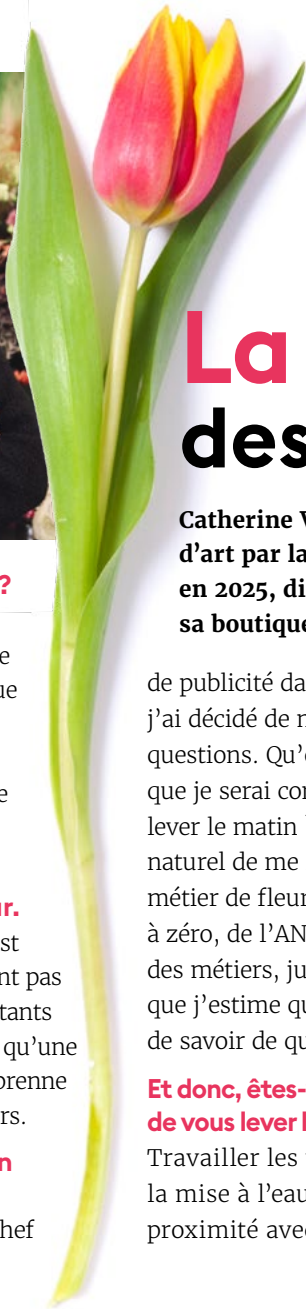 ?
e
ue
e
ur.
st
nt pas
tants
qu'une
prenne
rs.
n
hef
La
des
Catherine V
d'art par la
en 2025, di
sa boutique
de publicité da
j'ai décidé de n
questions. Qu'e
que je serai con
lever le matin
naturel de me
métier de fleur
à zéro, de l'AN
des métiers, ju
que j'estime qu
de savoir de qu
Et donc, êtes-
de vous lever l
Travailler les
la mise à l'eau
proximité avec